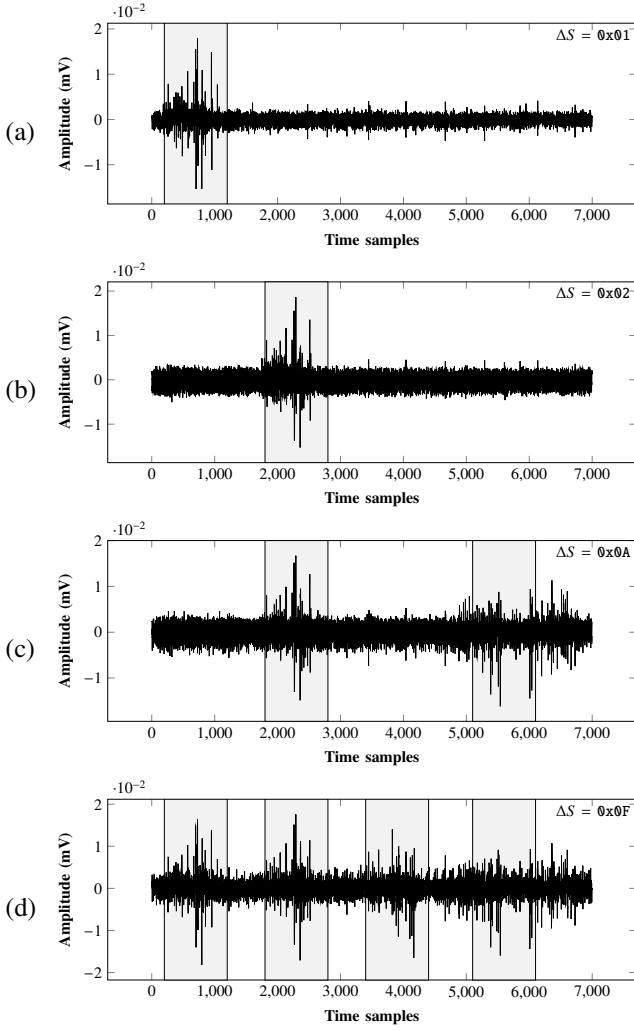 ·10⁻²
ΔS = 0x01
2
1
0
−1
Amplitude (mV)
(a)
0 1,000 2,000 3,000 4,000 5,000 6,000 7,000
Time samples
·10⁻²
ΔS = 0x02
2
1
0
−1
Amplitude (mV)
(b)
0 1,000 2,000 3,000 4,000 5,000 6,000 7,000
Time samples
·10⁻²
ΔS = 0x0A
2
1
0
−1
Amplitude (mV)
(c)
0 1,000 2,000 3,000 4,000 5,000 6,000 7,000
Time samples
·10⁻²
ΔS = 0x0F
2
1
0
−1
−2
Amplitude (mV)
(d)
0 1,000 2,000 3,000 4,000 5,000 6,000 7,000
Time samples